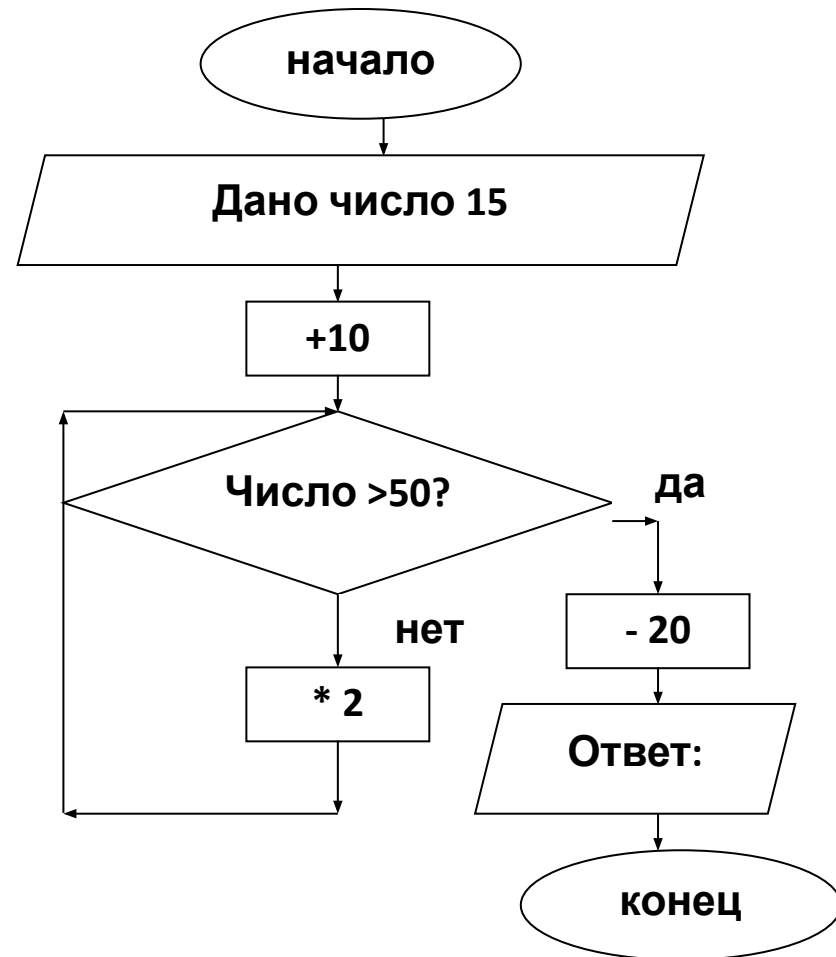 начало
Дано число 15
+10
Число >50?
да
нет
- 20
* 2
Ответ:
конец